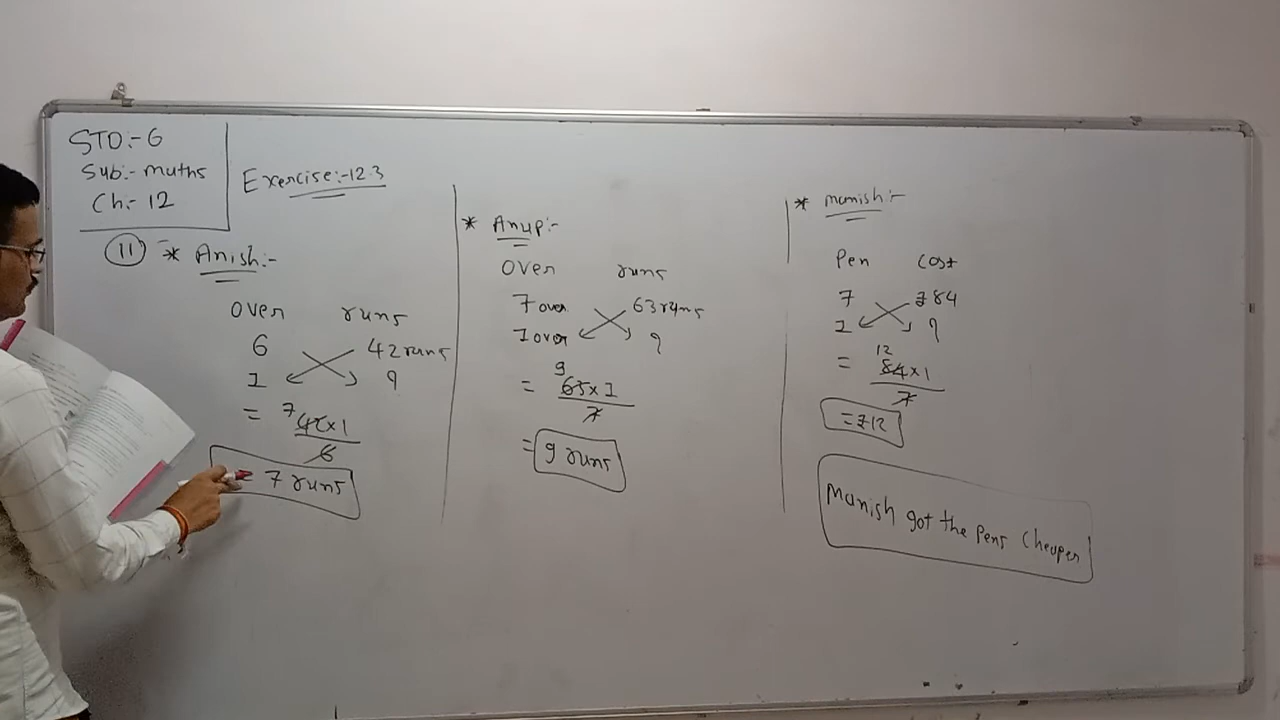 STD:- 6
Sub:- maths
Ch:- 12
Exercise:-12.3
(11) * Anish:-
over runs
6 42 runs
1 ?
= 7 42x1
6
= 7 runs
* Anup:-
over runs
7 over 63 runs
1 over ?
9
= 63x1
7
= 9 runs
* manish:-
Pen Cost
7 ₹84
1 ?
12
= 84x1
7
= ₹12
Manish got the pens Cheaper